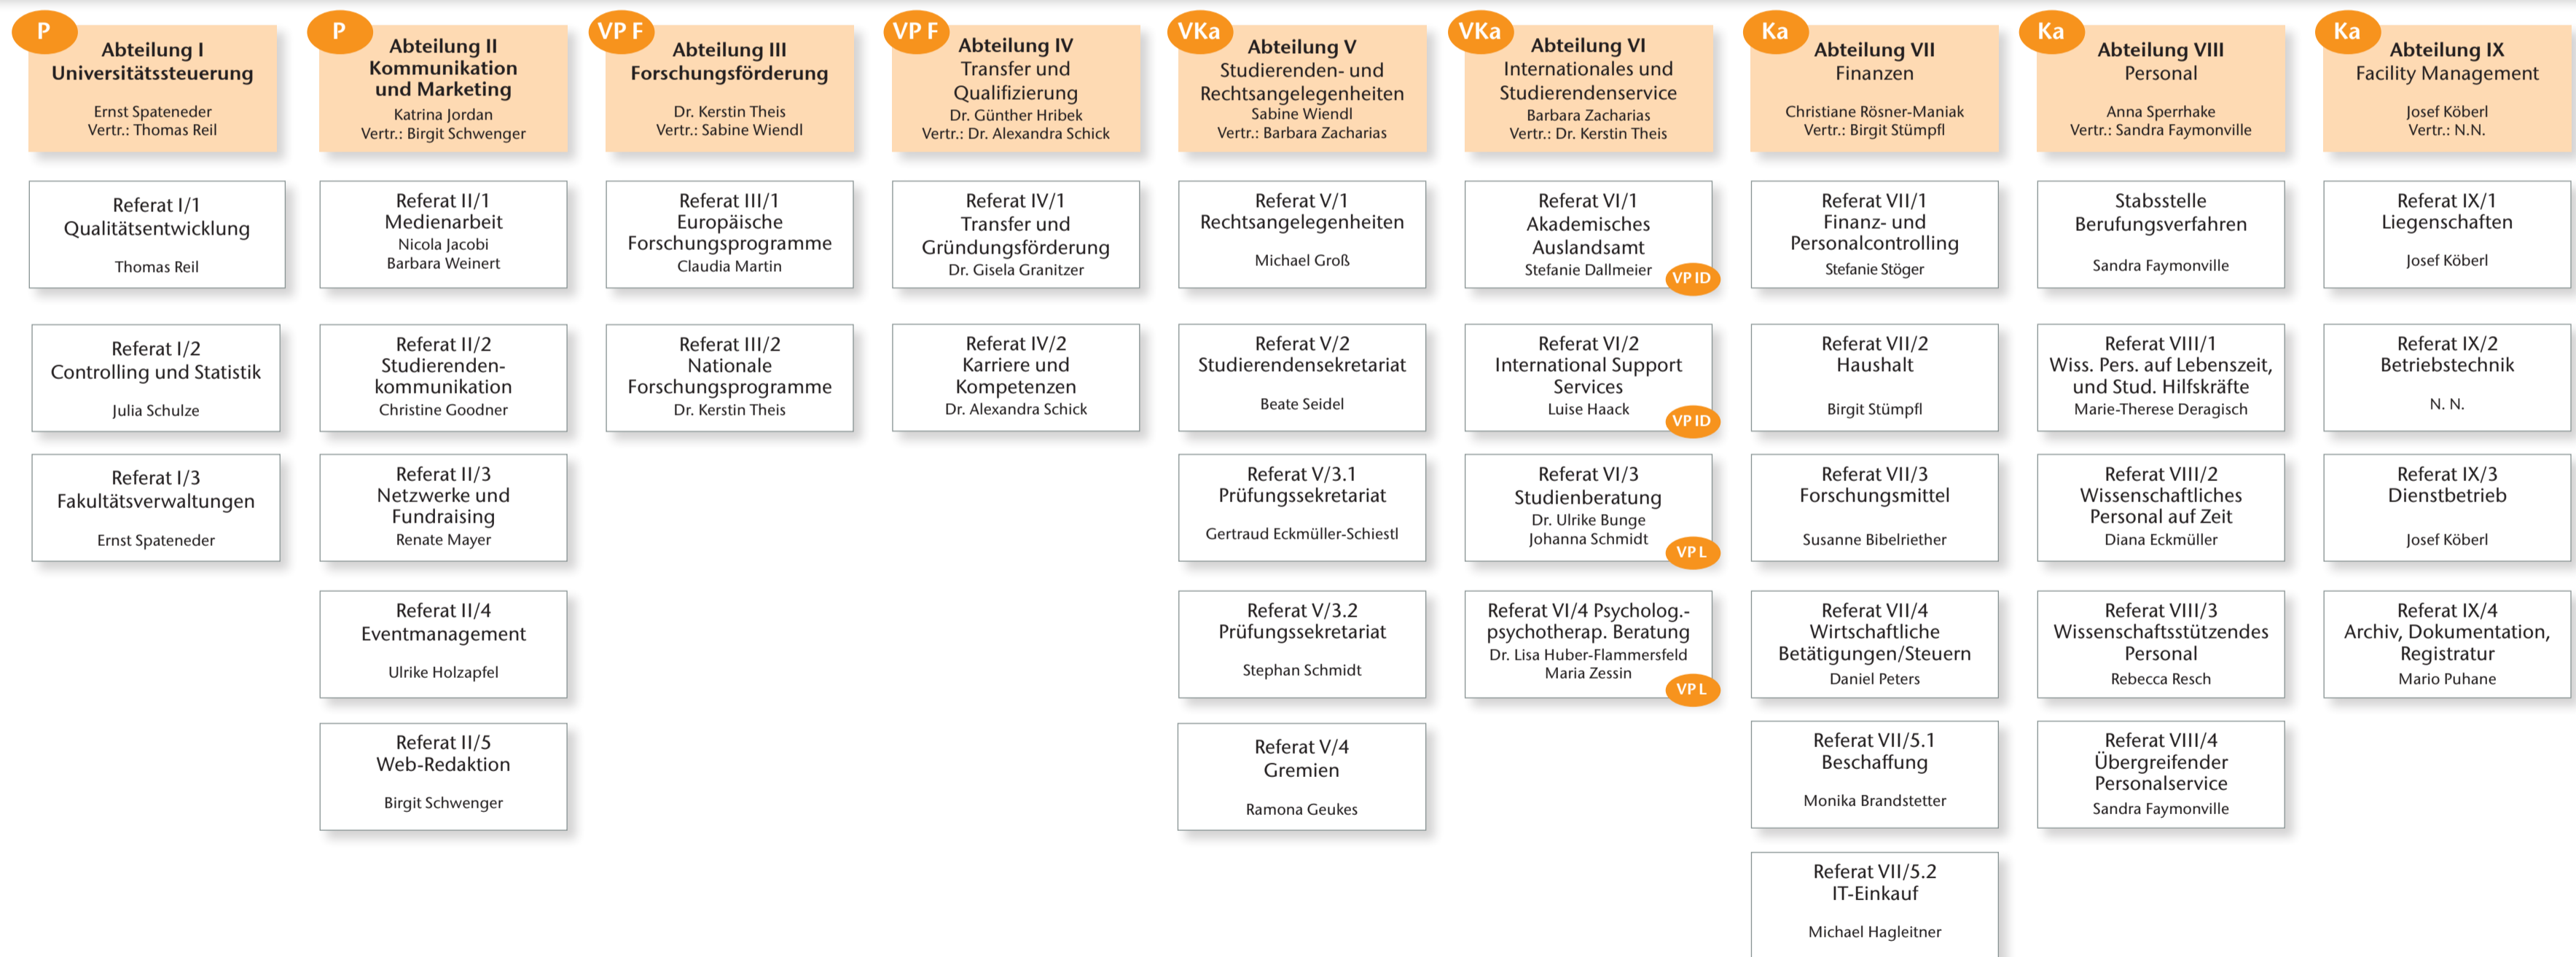 P
Abteilung I
Universitätssteuerung
Ernst Spateneder
Vertr.: Thomas Reil
Referat I/1
Qualitätsentwicklung
Thomas Reil
Referat I/2
Controlling und Statistik
Julia Schulze
Referat I/3
Fakultätsverwaltungen
Ernst Spateneder
P
Abteilung II
Kommunikation
und Marketing
Katrina Jordan
Vertr.: Birgit Schwenger
Referat II/1
Medienarbeit
Nicola Jacobi
Barbara Weinert
Referat II/2
Studierenden-
kommunikation
Christine Goodner
Referat II/3
Netzwerke und
Fundraising
Renate Mayer
Referat II/4
Eventmanagement
Ulrike Holzapfel
Referat II/5
Web-Redaktion
Birgit Schwenger
VP F
Abteilung III
Forschungsförderung
Dr. Kerstin Theis
Vertr.: Sabine Wiendl
Referat III/1
Europäische
Forschungsprogramme
Claudia Martin
Referat III/2
Nationale
Forschungsprogramme
Dr. Kerstin Theis
VP F
Abteilung IV
Transfer und
Qualifizierung
Dr. Günther Hribek
Vertr.: Dr. Alexandra Schick
Referat IV/1
Transfer und
Gründungsförderung
Dr. Gisela Granitzer
Referat IV/2
Karriere und
Kompetenzen
Dr. Alexandra Schick
VKa
Abteilung V
Studierenden- und
Rechtsangelegenheiten
Sabine Wiendl
Vertr.: Barbara Zacharias
Referat V/1
Rechtsangelegenheiten
Michael Groß
Referat V/2
Studierendensekretariat
Beate Seidel
Referat V/3.1
Prüfungssekretariat
Gertraud Eckmüller-Schiestl
Referat V/3.2
Prüfungssekretariat
Stephan Schmidt
Referat V/4
Gremien
Ramona Geukes
VKa
Abteilung VI
Internationales und
Studierendenservice
Barbara Zacharias
Vertr.: Dr. Kerstin Theis
Referat VI/1
Akademisches
Auslandsamt
Stefanie Dallmeier
VP ID
Referat VI/2
International Support
Services
Luise Haack
VP ID
Referat VI/3
Studienberatung
Dr. Ulrike Bunge
Johanna Schmidt
VP L
Referat VI/4 Psycholog.-
psychotherap. Beratung
Dr. Lisa Huber-Flammersfeld
Maria Zessin
VP L
Ka
Abteilung VII
Finanzen
Christiane Rösner-Maniak
Vertr.: Birgit Stümpfl
Referat VII/1
Finanz- und
Personalcontrolling
Stefanie Stöger
Referat VII/2
Haushalt
Birgit Stümpfl
Referat VII/3
Forschungsmittel
Susanne Bibelriether
Referat VII/4
Wirtschaftliche
Betätigungen/Steuern
Daniel Peters
Referat VII/5.1
Beschaffung
Monika Brandstetter
Referat VII/5.2
IT-Einkauf
Michael Hagleitner
Ka
Abteilung VIII
Personal
Anna Sperrhake
Vertr.: Sandra Faymonville
Stabsstelle
Berufungsverfahren
Sandra Faymonville
Referat VIII/1
Wiss. Pers. auf Lebenszeit,
und Stud. Hilfskräfte
Marie-Therese Deragisch
Referat VIII/2
Wissenschaftliches
Personal auf Zeit
Diana Eckmüller
Referat VIII/3
Wissenschaftsstützendes
Personal
Rebecca Resch
Referat VIII/4
Übergreifender
Personalservice
Sandra Faymonville
Ka
Abteilung IX
Facility Management
Josef Köberl
Vertr.: N.N.
Referat IX/1
Liegenschaften
Josef Köberl
Referat IX/2
Betriebstechnik
N. N.
Referat IX/3
Dienstbetrieb
Josef Köberl
Referat IX/4
Archiv, Dokumentation,
Registratur
Mario Puhane